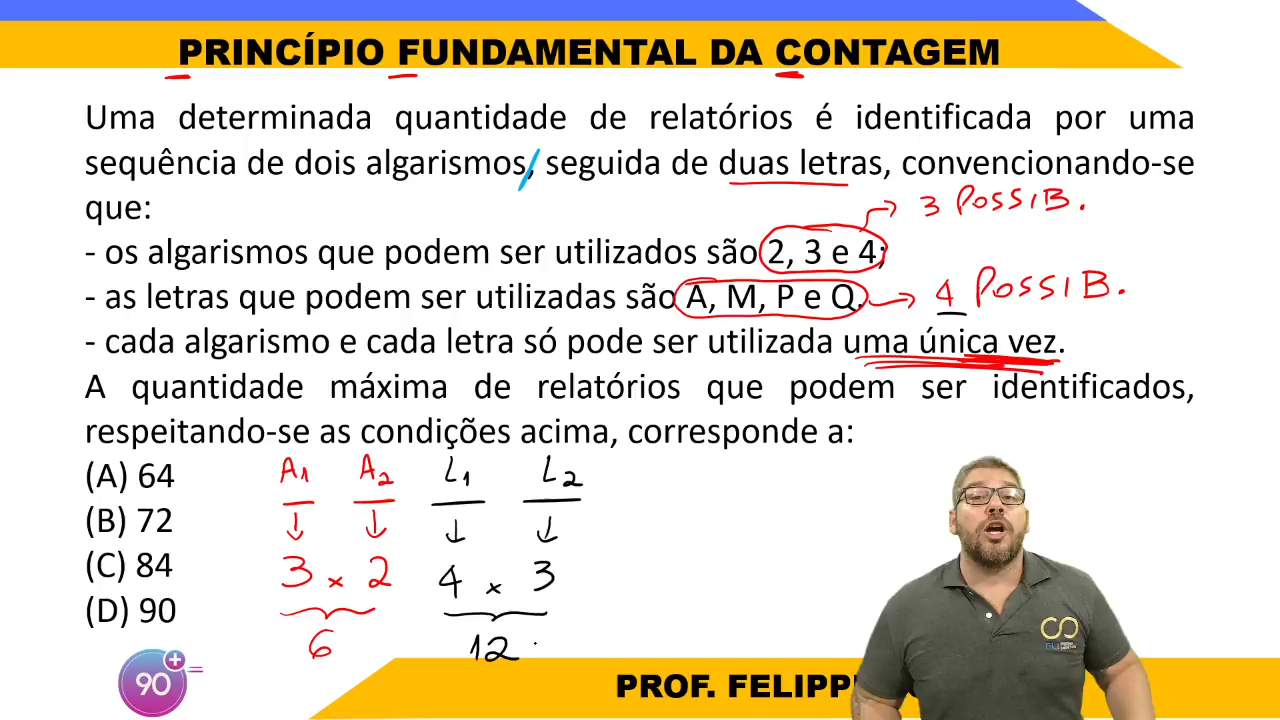 PRINCÍPIO FUNDAMENTAL DA CONTAGEM
Uma determinada quantidade de relatórios é identificada por uma
sequência de dois algarismos, seguida de duas letras, convencionando-se
que:
3 POSSIB.
- os algarismos que podem ser utilizados são 2, 3 e 4;
- as letras que podem ser utilizadas são A, M, P e Q. → 4 POSSIB.
- cada algarismo e cada letra só pode ser utilizada uma única vez.
A quantidade máxima de relatórios que podem ser identificados,
respeitando-se as condições acima, corresponde a:
(A) 64
(B) 72
(C) 84
(D) 90
A1 A2 L1 L2
↓ ↓ ↓ ↓
3 × 2 4 × 3
6 12
90+
PROF. FELIPP